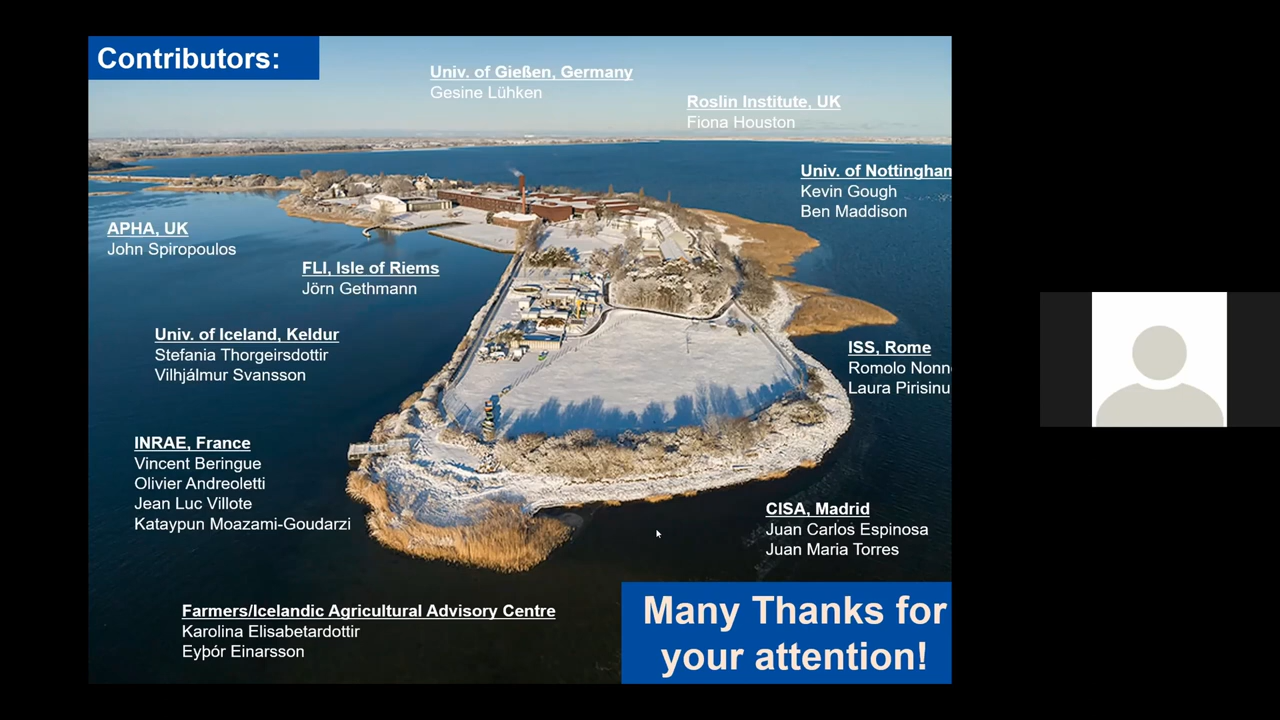 Contributors:
Univ. of Gießen, Germany
Gesine Lühken
Roslin Institute, UK
Fiona Houston
Univ. of Nottingham
Kevin Gough
Ben Maddison
APHA, UK
John Spiropoulos
FLI, Isle of Riems
Jörn Gethmann
Univ. of Iceland, Keldur
Stefania Thorgeirsdottir
Vilhjálmur Svansson
ISS, Rome
Romolo Nonn
Laura Pirisinu
INRAE, France
Vincent Beringue
Olivier Andreoletti
Jean Luc Villote
Kataypun Moazami-Goudarzi
CISA, Madrid
Juan Carlos Espinosa
Juan Maria Torres
Farmers/Icelandic Agricultural Advisory Centre
Karolina Elisabetardottir
Eyþór Einarsson
Many Thanks for
your attention!